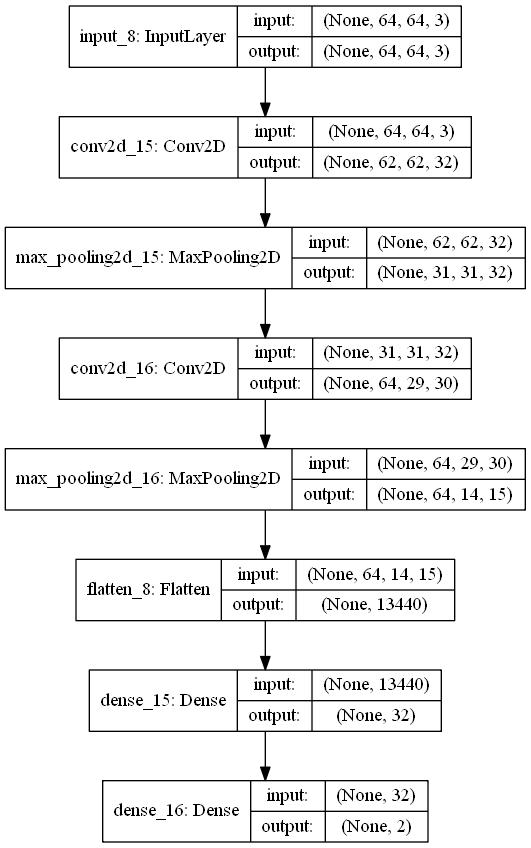 input_8: InputLayer
input: (None, 64, 64, 3)
output: (None, 64, 64, 3)
conv2d_15: Conv2D
input: (None, 64, 64, 3)
output: (None, 62, 62, 32)
max_pooling2d_15: MaxPooling2D
input: (None, 62, 62, 32)
output: (None, 31, 31, 32)
conv2d_16: Conv2D
input: (None, 31, 31, 32)
output: (None, 64, 29, 30)
max_pooling2d_16: MaxPooling2D
input: (None, 64, 29, 30)
output: (None, 64, 14, 15)
flatten_8: Flatten
input: (None, 64, 14, 15)
output: (None, 13440)
dense_15: Dense
input: (None, 13440)
output: (None, 32)
dense_16: Dense
input: (None, 32)
output: (None, 2)